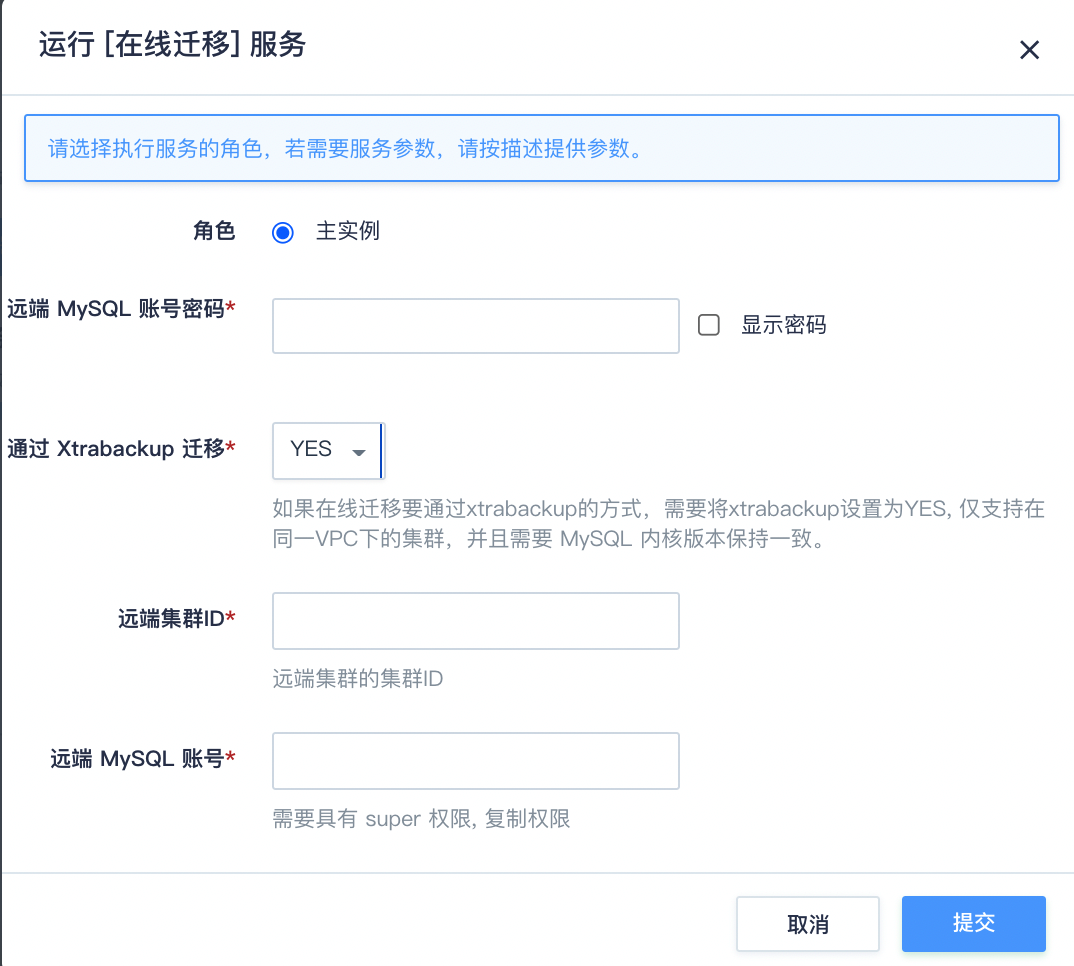 运行 [在线迁移] 服务
请选择执行服务的角色，若需要服务参数，请按描述提供参数。
角色 主实例
远端 MySQL 账号密码* 显示密码
通过 Xtrabackup 迁移* YES
如果在线迁移要通过xtrabackup的方式，需要将xtrabackup设置为YES, 仅支持在
同一VPC下的集群，并且需要 MySQL 内核版本保持一致。
远端集群ID*
远端集群的集群ID
远端 MySQL 账号*
需要具有 super 权限, 复制权限
取消 提交